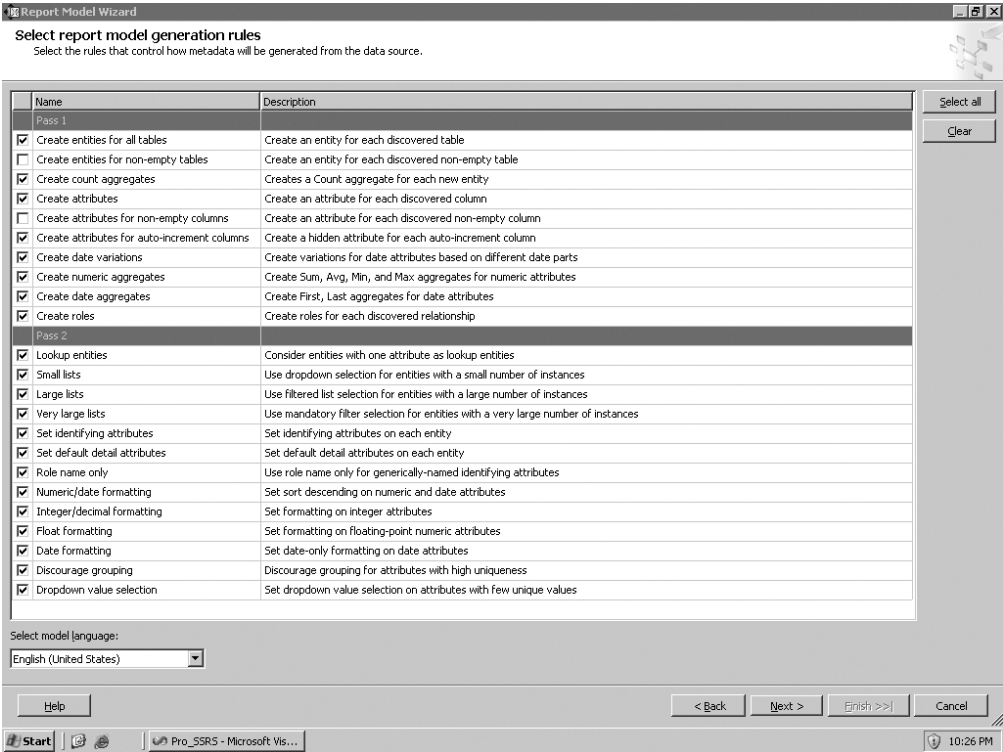 Report Model Wizard
Select report model generation rules
Select the rules that control how metadata will be generated from the data source.
Name Description
Select all
Pass 1
Clear
Create entities for all tables Create an entity for each discovered table
Create entities for non-empty tables Create an entity for each discovered non-empty table
Create count aggregates Creates a Count aggregate for each new entity
Create attributes Create an attribute for each discovered column
Create attributes for non-empty columns Create an attribute for each discovered non-empty column
Create attributes for auto-increment columns Create a hidden attribute for each auto-increment column
Create date variations Create variations for date attributes based on different date parts
Create numeric aggregates Create Sum, Avg, Min, and Max aggregates for numeric attributes
Create date aggregates Create First, Last aggregates for date attributes
Create roles Create roles for each discovered relationship
Pass 2
Lookup entities Consider entities with one attribute as lookup entities
Small lists Use dropdown selection for entities with a small number of instances
Large lists Use filtered list selection for entities with a large number of instances
Very large lists Use mandatory filter selection for entities with a very large number of instances
Set identifying attributes Set identifying attributes on each entity
Set default detail attributes Set default detail attributes on each entity
Role name only Use role name only for generically-named identifying attributes
Numeric/date formatting Set sort descending on numeric and date attributes
Integer/decimal formatting Set formatting on integer attributes
Float formatting Set formatting on floating-point numeric attributes
Date formatting Set date-only formatting on date attributes
Discourage grouping Discourage grouping for attributes with high uniqueness
Dropdown value selection Set dropdown value selection on attributes with few unique values
Select model language:
English (United States)
Help < Back Next > Finish >>| Cancel
Start Pro_SSRS - Microsoft Vis... 10:26 PM